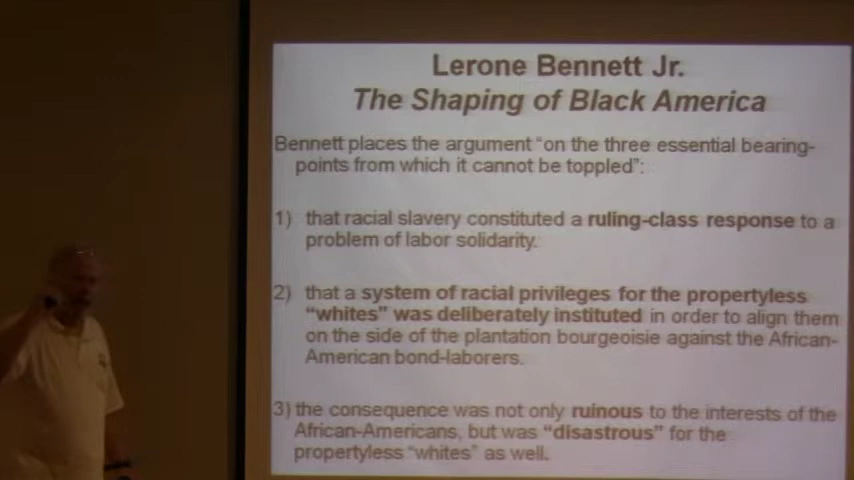 Lerone Bennett Jr.
The Shaping of Black America
Bennett places the argument “on the three essential bearing-
points from which it cannot be toppled”:
1) that racial slavery constituted a ruling-class response to a
problem of labor solidarity.
2) that a system of racial privileges for the propertyless
“whites” was deliberately instituted in order to align them
on the side of the plantation bourgeoisie against the African-
American bond-laborers.
3) the consequence was not only ruinous to the interests of the
African-Americans, but was “disastrous” for the
propertyless “whites” as well.